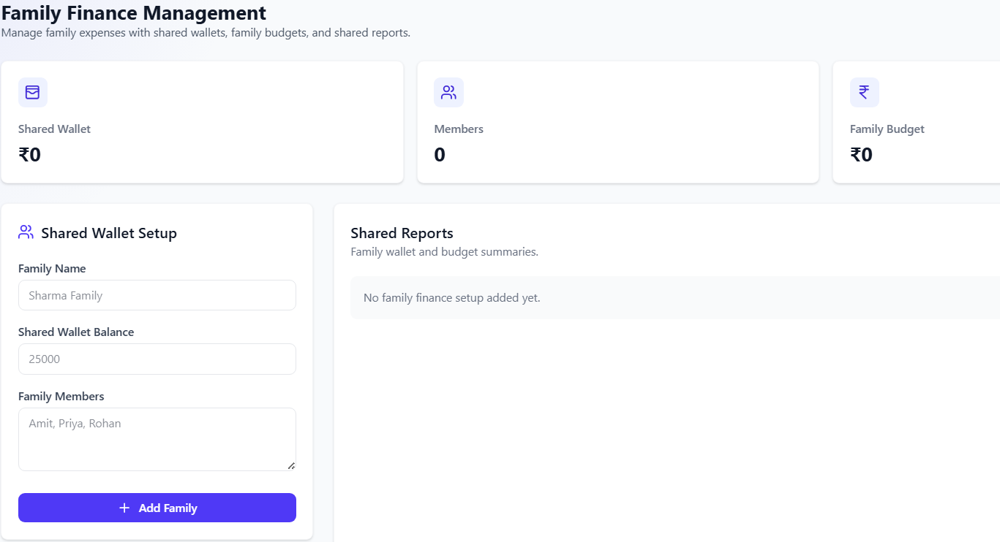 Family Finance Management
Manage family expenses with shared wallets, family budgets, and shared reports.
Shared Wallet
₹0
Members
0
₹
Family Budget
₹0
Shared Wallet Setup
Family Name
Sharma Family
Shared Wallet Balance
25000
Family Members
Amit, Priya, Rohan
+ Add Family
Shared Reports
Family wallet and budget summaries.
No family finance setup added yet.